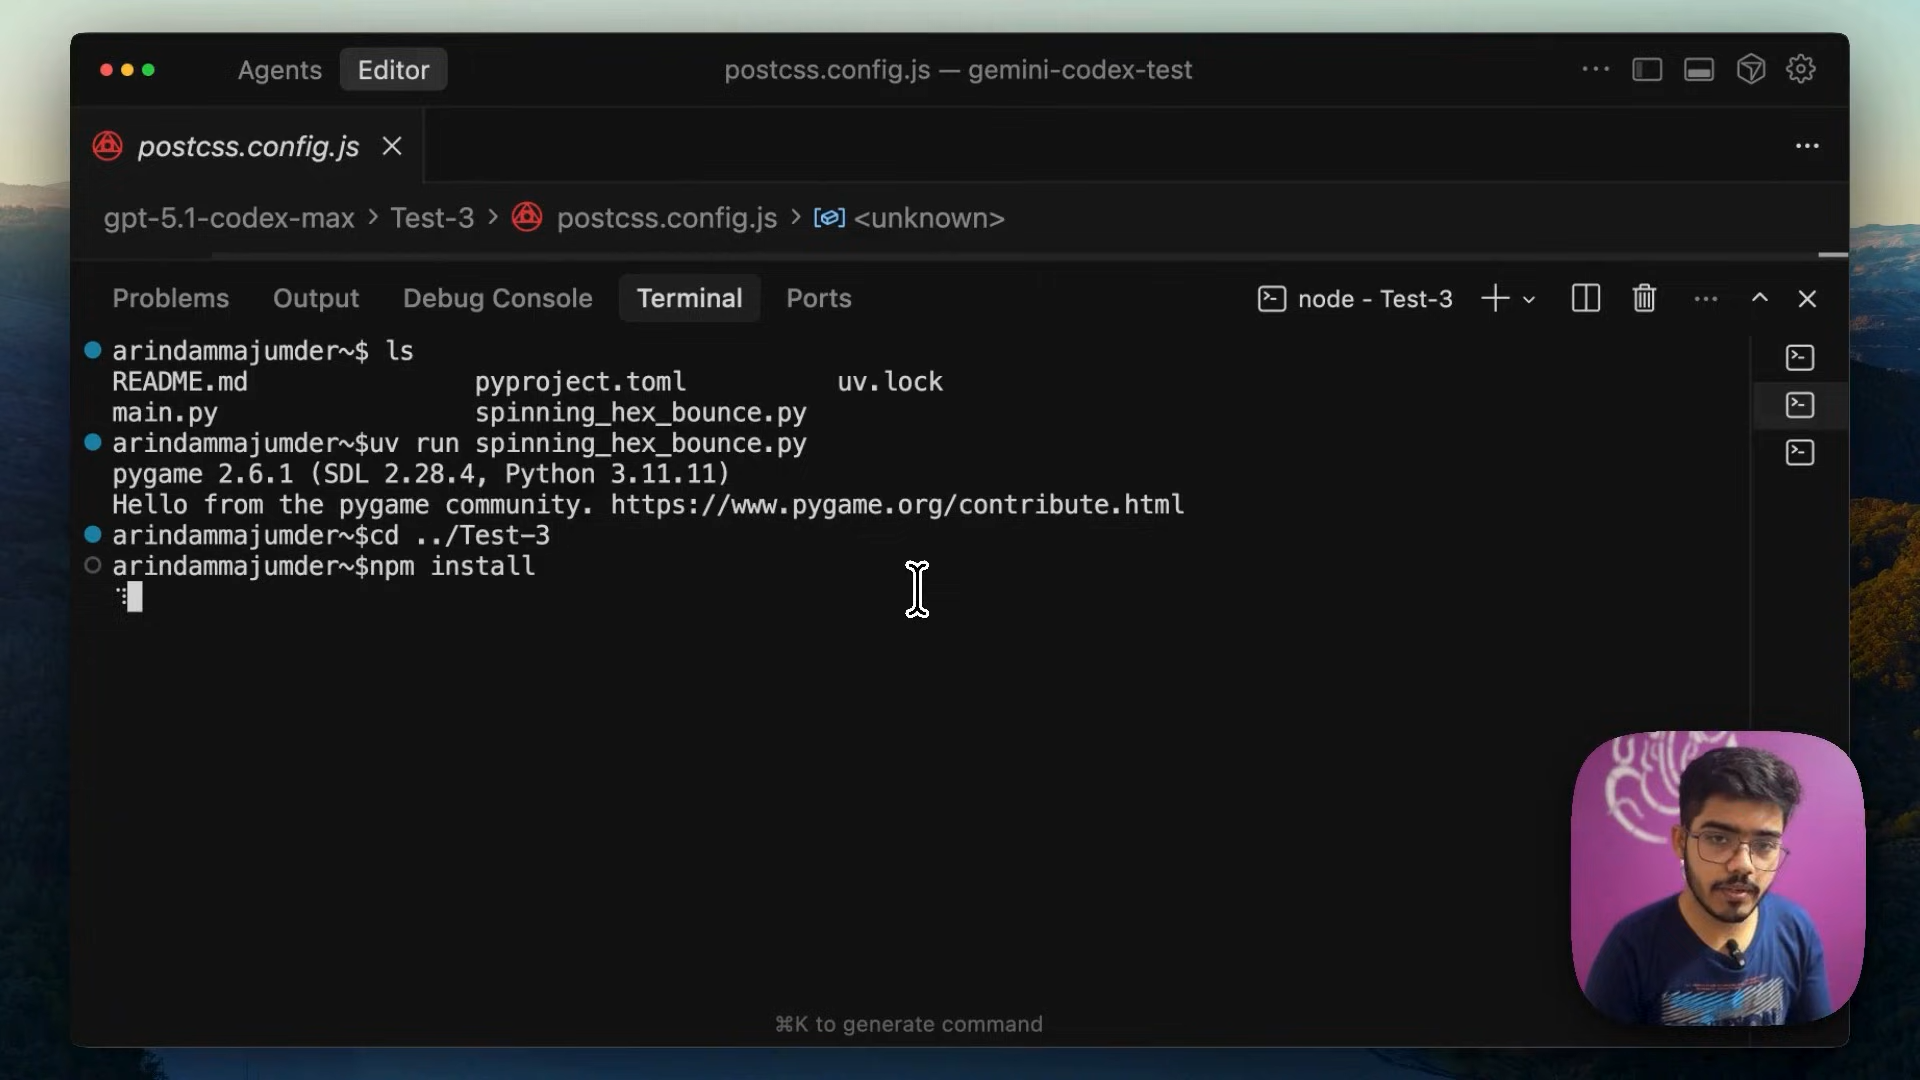 Agents Editor postcss.config.js — gemini-codex-test
postcss.config.js
gpt-5.1-codex-max > Test-3 > postcss.config.js > <unknown>
Problems Output Debug Console Terminal Ports node - Test-3
arindammajumder~$ ls
README.md pyproject.toml uv.lock
main.py spinning_hex_bounce.py
arindammajumder~$uv run spinning_hex_bounce.py
pygame 2.6.1 (SDL 2.28.4, Python 3.11.11)
Hello from the pygame community. https://www.pygame.org/contribute.html
arindammajumder~$cd ../Test-3
arindammajumder~$npm install
⌘K to generate command